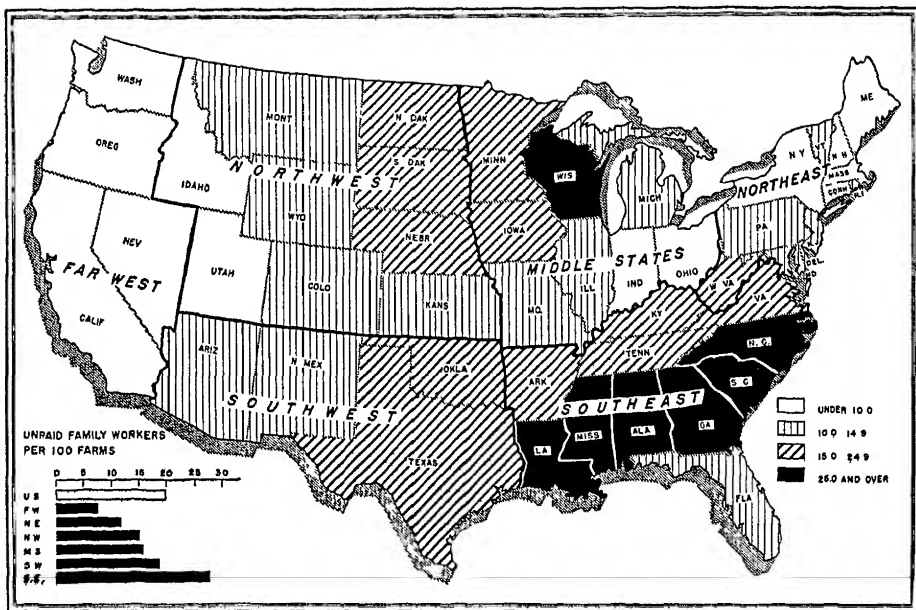 WASH
OREG
IDAHO
MONT
NORTHWEST
N. DAK
S. DAK
MINN
WIS
MICH
NORTHEAST
N Y
VT
N H
ME
MASS
CONN
R I
NEV
FAR WEST
CALIF
UTAH
WYO
COLO
NEBR
KANS
IOWA
MIDDLE STATES
MO.
ILL
IND
OHIO
PA
DEL
W VA
VA
KY
TENN
ARIZ
N MEX
SOUTHWEST
OKLA
TEXAS
ARK
SOUTHEAST
LA
MISS
ALA
GA
N. C.
S C
FLA
UNDER 10 0
10 0 14 9
15.0 24.9
25.0 AND OVER
UNPAID FAMILY WORKERS
PER 100 FARMS
0 5 10 15 20 25 30
U S
F W
N E
N W
M S
S W
S. E.